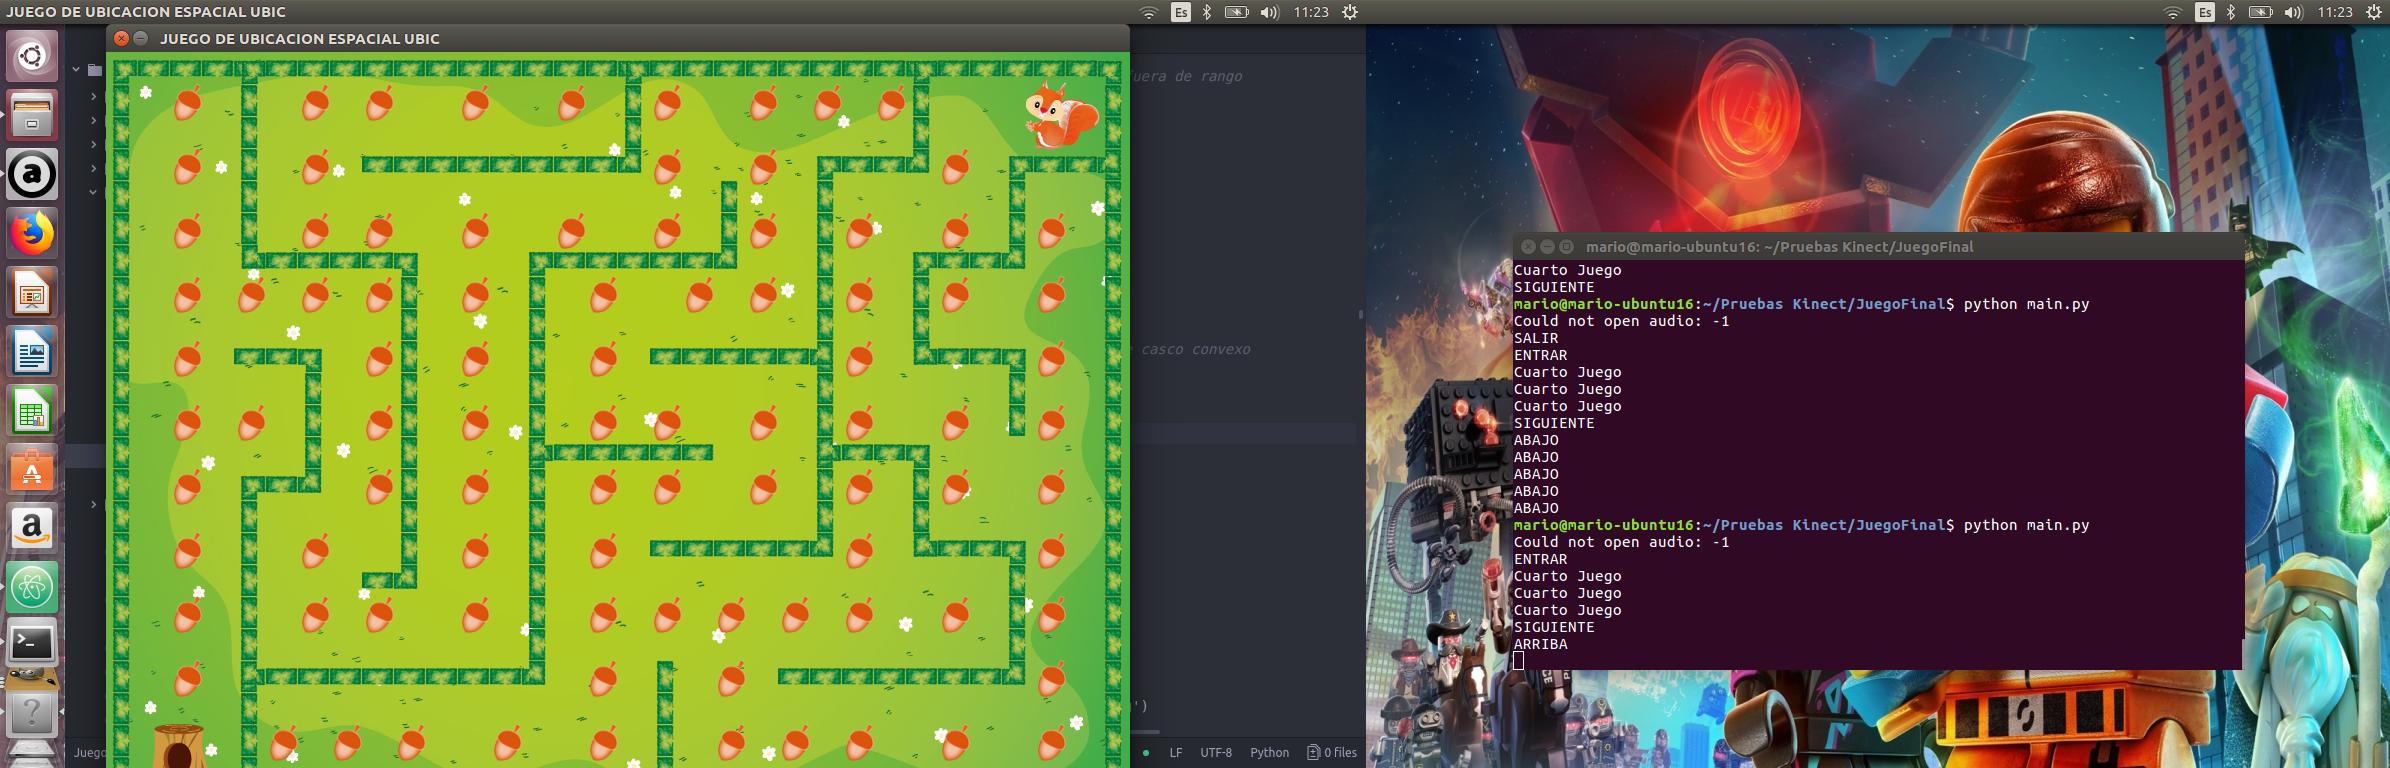 JUEGO DE UBICACION ESPACIAL UBIC
Es
11:23
Es
11:23
JUEGO DE UBICACION ESPACIAL UBIC
uera de rango
casco convexo
')
Juego
LF
UTF-8
Python
0 files
mario@mario-ubuntu16: ~/Pruebas Kinect/JuegoFinal
Cuarto Juego
SIGUIENTE
mario@mario-ubuntu16:~/Pruebas Kinect/JuegoFinal$ python main.py
Could not open audio: -1
SALIR
ENTRAR
Cuarto Juego
Cuarto Juego
Cuarto Juego
SIGUIENTE
ABAJO
ABAJO
ABAJO
ABAJO
ABAJO
mario@mario-ubuntu16:~/Pruebas Kinect/JuegoFinal$ python main.py
Could not open audio: -1
ENTRAR
Cuarto Juego
Cuarto Juego
Cuarto Juego
SIGUIENTE
ARRIBA